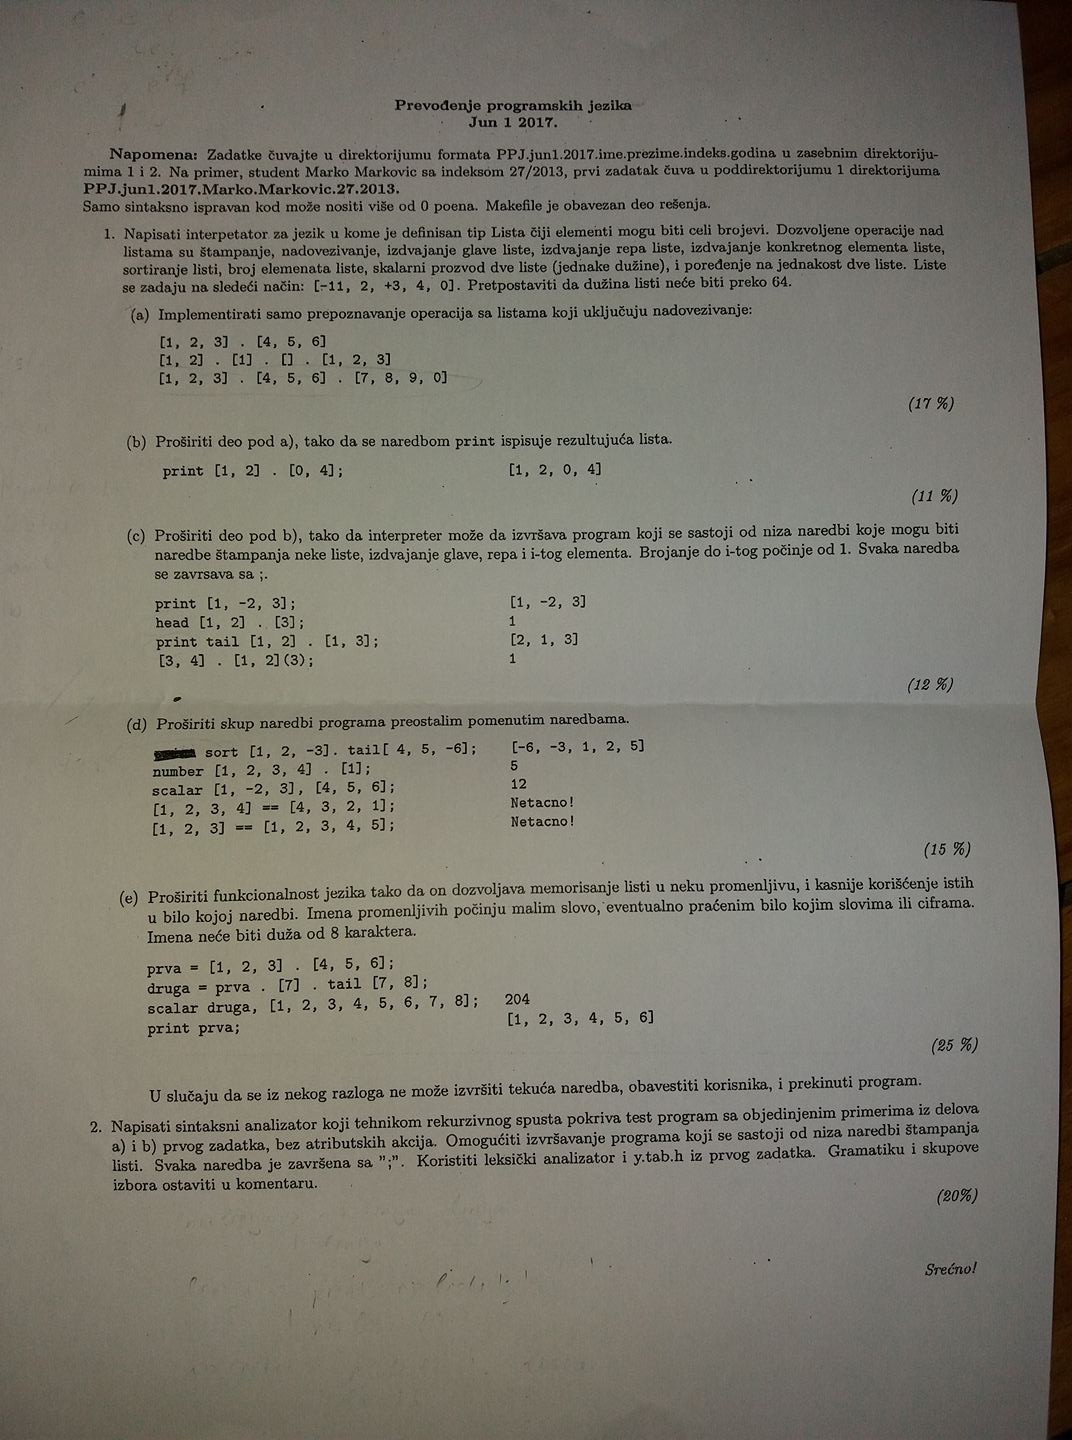 Prevođenje programskih jezika
Jun 1 2017.
Napomena: Zadatke čuvajte u direktorijumu formata PPJ.jun1.2017.ime.prezime.indeks.godina u zasebnim direktoriju-
mima 1 i 2. Na primer, student Marko Markovic sa indeksom 27/2013, prvi zadatak čuva u poddirektorijumu 1 direktorijuma
PPJ.jun1.2017.Marko.Markovic.27.2013.
Samo sintaksno ispravan kod može nositi više od 0 poena. Makefile je obavezan deo rešenja.
1. Napisati interpetator za jezik u kome je definisan tip Lista čiji elementi mogu biti celi brojevi. Dozvoljene operacije nad
listama su štampanje, nadovezivanje, izdvajanje glave liste, izdvajanje repa liste, izdvajanje konkretnog elementa liste,
sortiranje listi, broj elemenata liste, skalarni prozvod dve liste (jednake dužine), i poređenje na jednakost dve liste. Liste
se zadaju na sledeći način: [-11, 2, +3, 4, 0]. Pretpostaviti da dužina listi neće biti preko 64.
(a) Implementirati samo prepoznavanje operacija sa listama koji uključuju nadovezivanje:
[1, 2, 3] . [4, 5, 6]
[1, 2] . [1] . [] . [1, 2, 3]
[1, 2, 3] . [4, 5, 6] . [7, 8, 9, 0]
(17 %)
(b) Proširiti deo pod a), tako da se naredbom print ispisuje rezultujuća lista.
print [1, 2] . [0, 4]; [1, 2, 0, 4]
(11 %)
(c) Proširiti deo pod b), tako da interpreter može da izvršava program koji se sastoji od niza naredbi koje mogu biti
naredbe štampanja neke liste, izdvajanje glave, repa i i-tog elementa. Brojanje do i-tog počinje od 1. Svaka naredba
se zavrsava sa ;.
print [1, -2, 3]; [1, -2, 3]
head [1, 2] . [3]; 1
print tail [1, 2] . [1, 3]; [2, 1, 3]
[3, 4] . [1, 2](3); 1
(12 %)
(d) Proširiti skup naredbi programa preostalim pomenutim naredbama.
sort [1, 2, -3]. tail[ 4, 5, -6]; [-6, -3, 1, 2, 5]
number [1, 2, 3, 4] . [1]; 5
scalar [1, -2, 3], [4, 5, 6]; 12
[1, 2, 3, 4] == [4, 3, 2, 1]; Netacno!
[1, 2, 3] == [1, 2, 3, 4, 5]; Netacno!
(15 %)
(e) Proširiti funkcionalnost jezika tako da on dozvoljava memorisanje listi u neku promenljivu, i kasnije korišćenje istih
u bilo kojoj naredbi. Imena promenljivih počinju malim slovo, eventualno praćenim bilo kojim slovima ili ciframa.
Imena neće biti duža od 8 karaktera.
prva = [1, 2, 3] . [4, 5, 6];
druga = prva . [7] . tail [7, 8];
scalar druga, [1, 2, 3, 4, 5, 6, 7, 8]; 204
print prva; [1, 2, 3, 4, 5, 6]
(25 %)
U slučaju da se iz nekog razloga ne može izvršiti tekuća naredba, obavestiti korisnika, i prekinuti program.
2. Napisati sintaksni analizator koji tehnikom rekurzivnog spusta pokriva test program sa objedinjenim primerima iz delova
a) i b) prvog zadatka, bez atributskih akcija. Omogućiti izvršavanje programa koji se sastoji od niza naredbi štampanja
listi. Svaka naredba je završena sa ";". Koristiti leksički analizator i y.tab.h iz prvog zadatka. Gramatiku i skupove
izbora ostaviti u komentaru.
(20%)
Srećno!